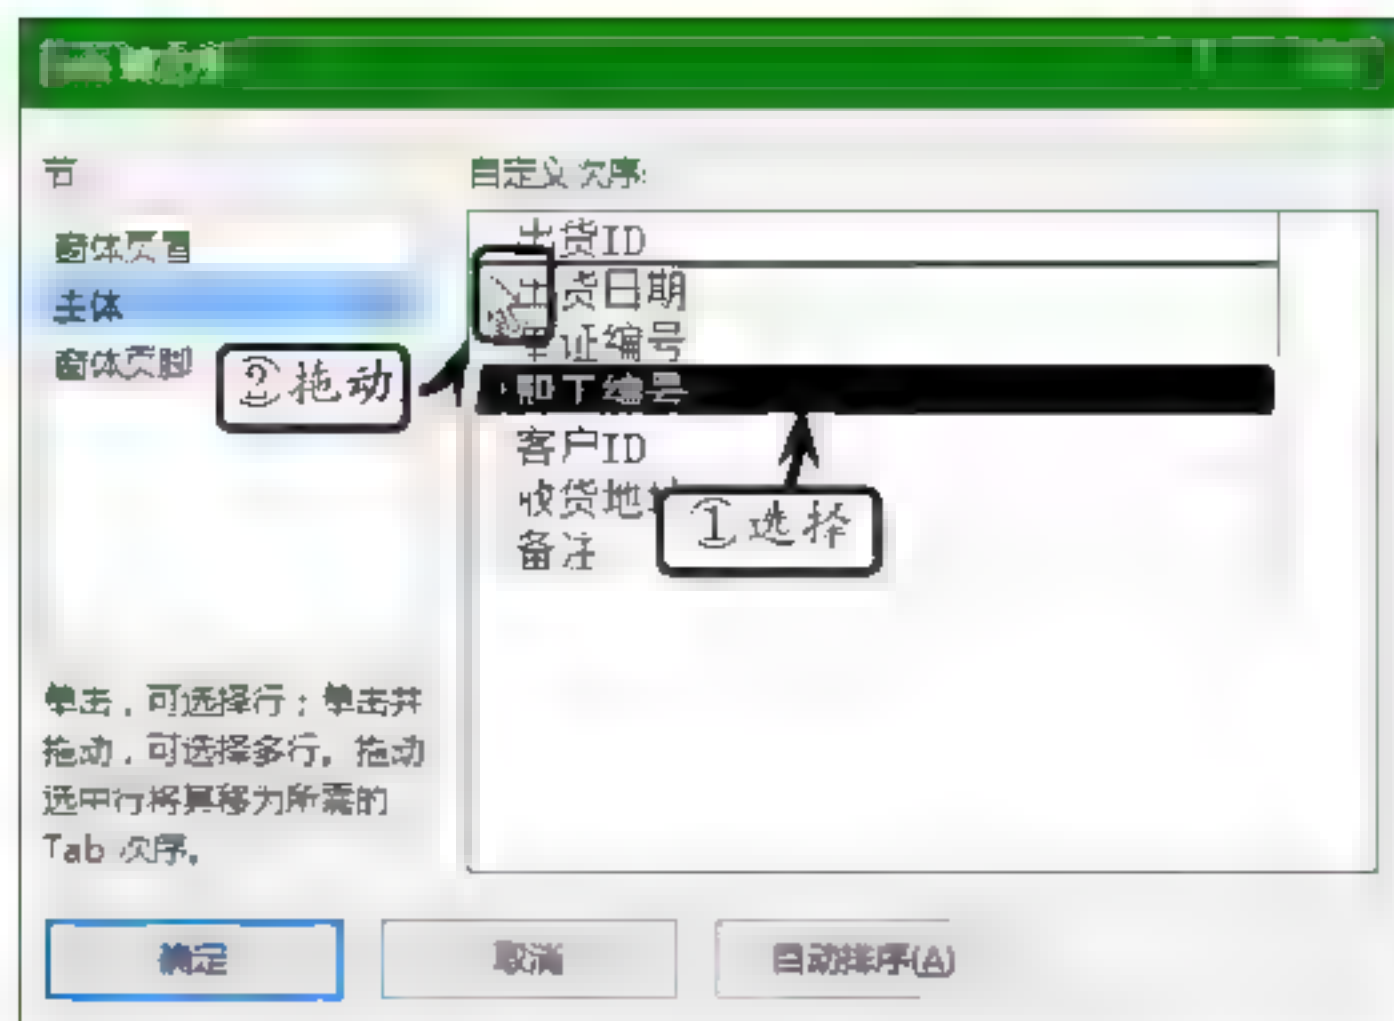 节
自定义次序:
窗体页眉
主体
窗体页脚
出货ID
出货日期
单证编号
部下编号
客户ID
收货地址
备注
②拖动
①选择
单击，可选择行；单击并
拖动，可选择多行。拖动
选中行将其移为所需的
Tab 次序。
确定
取消
自动排序(A)